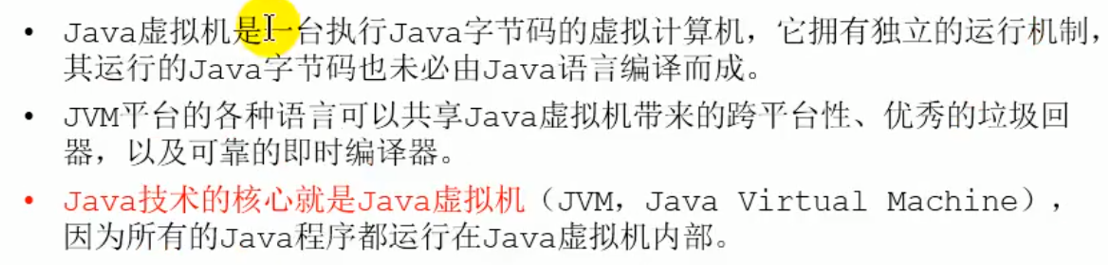 • Java虚拟机是一台执行Java字节码的虚拟计算机，它拥有独立的运行机制，
其运行的Java字节码也未必由Java语言编译而成。
• JVM平台的各种语言可以共享Java虚拟机带来的跨平台性、优秀的垃圾回
器，以及可靠的即时编译器。
• Java技术的核心就是Java虚拟机（JVM，Java Virtual Machine），
因为所有的Java程序都运行在Java虚拟机内部。